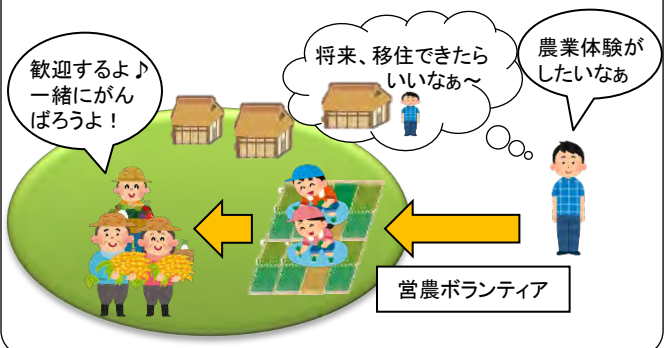 歓迎するよ♪
一緒にがん
ばろうよ！
将来、移住できたら
いいなぁ～
農業体験が
したいなぁ
営農ボランティア